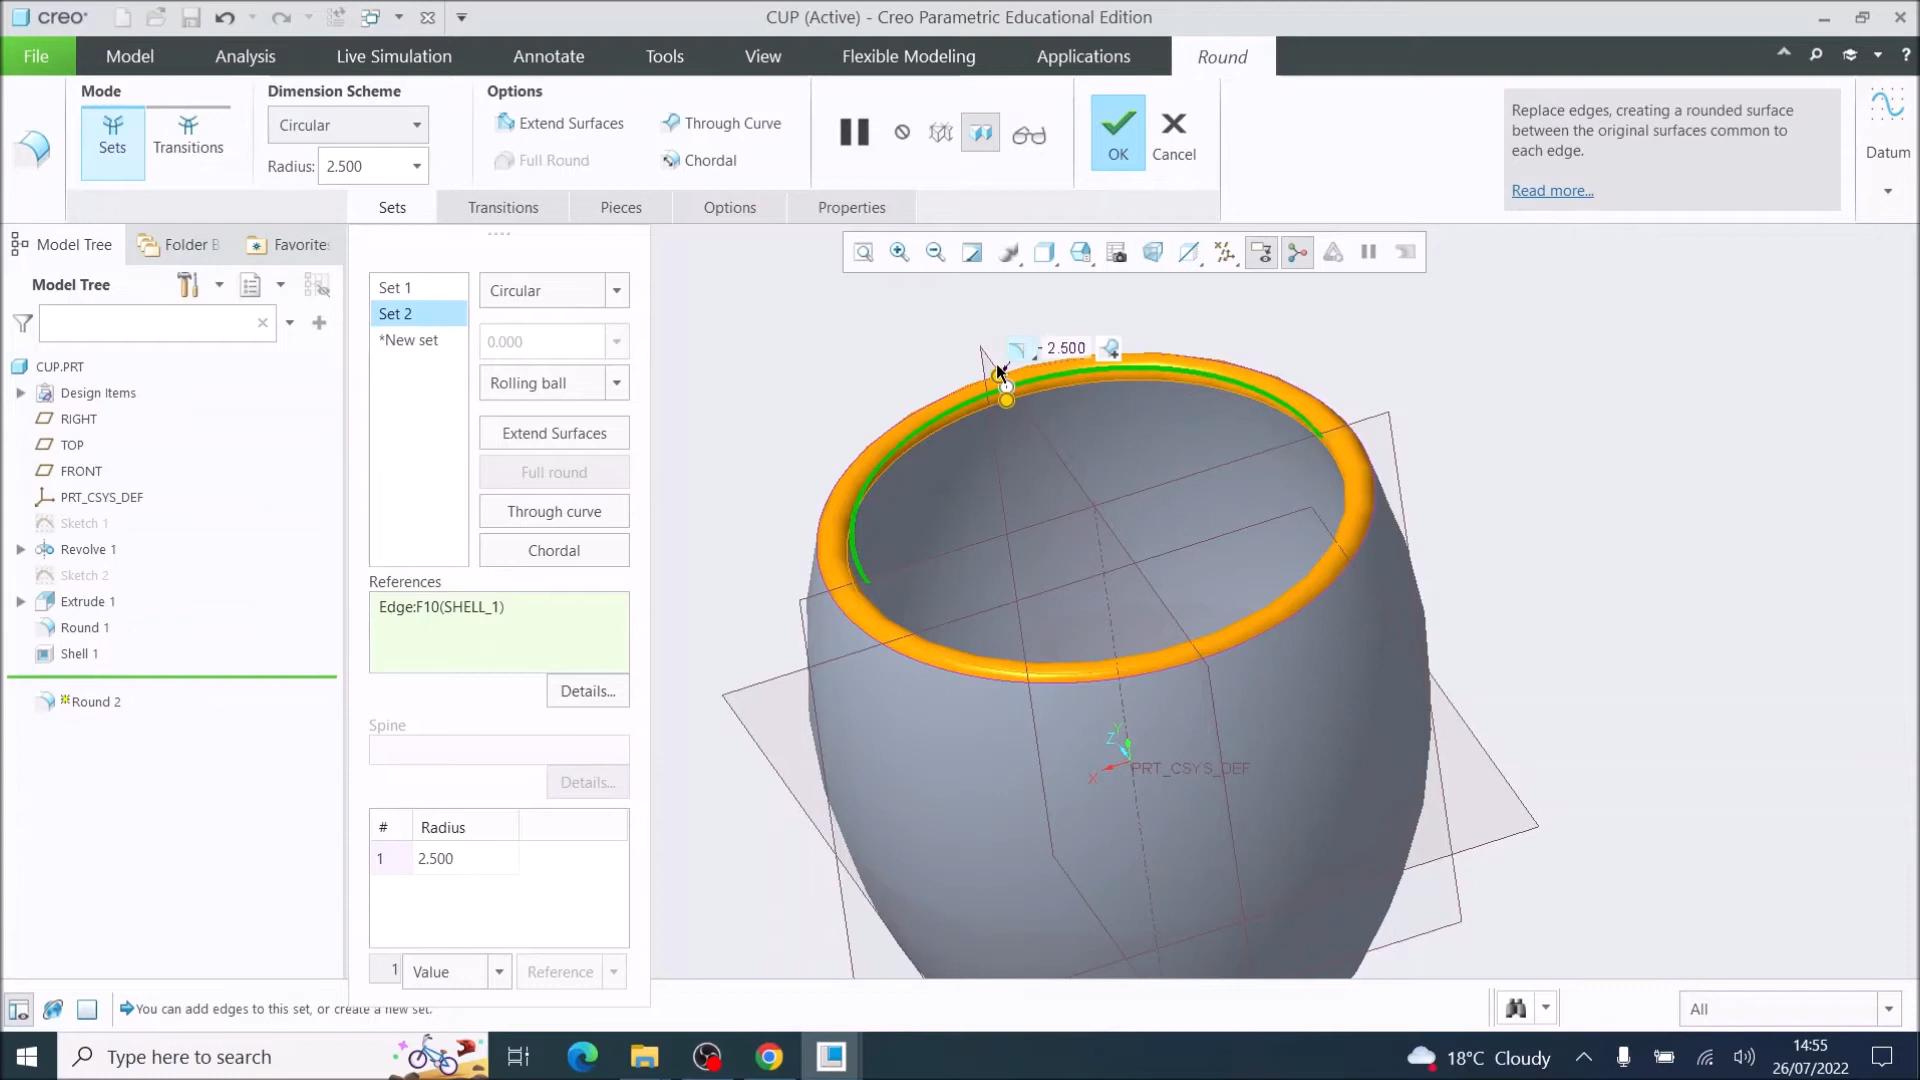 creo
CUP (Active) - Creo Parametric Educational Edition
File
Model
Analysis
Live Simulation
Annotate
Tools
View
Flexible Modeling
Applications
Round
Mode
Sets
Transitions
Dimension Scheme
Circular
Radius: 2.500
Options
Extend Surfaces
Through Curve
Full Round
Chordal
OK
Cancel
Replace edges, creating a rounded surface
between the original surfaces common to
each edge.
Read more...
Datum
Sets
Transitions
Pieces
Options
Properties
Model Tree
Folder B
Favorite
Model Tree
CUP.PRT
Design Items
RIGHT
TOP
FRONT
PRT_CSYS_DEF
Sketch 1
Revolve 1
Sketch 2
Extrude 1
Round 1
Shell 1
Round 2
Set 1
Set 2
*New set
Circular
0.000
Rolling ball
Extend Surfaces
Full round
Through curve
Chordal
References
Edge:F10(SHELL_1)
Details...
Spine
Details...
# Radius
1 2.500
1 Value
Reference
2.500
Y
Z
X
PRT_CSYS_DEF
You can add edges to this set, or create a new set.
All
Type here to search
18°C Cloudy
14:55
26/07/2022